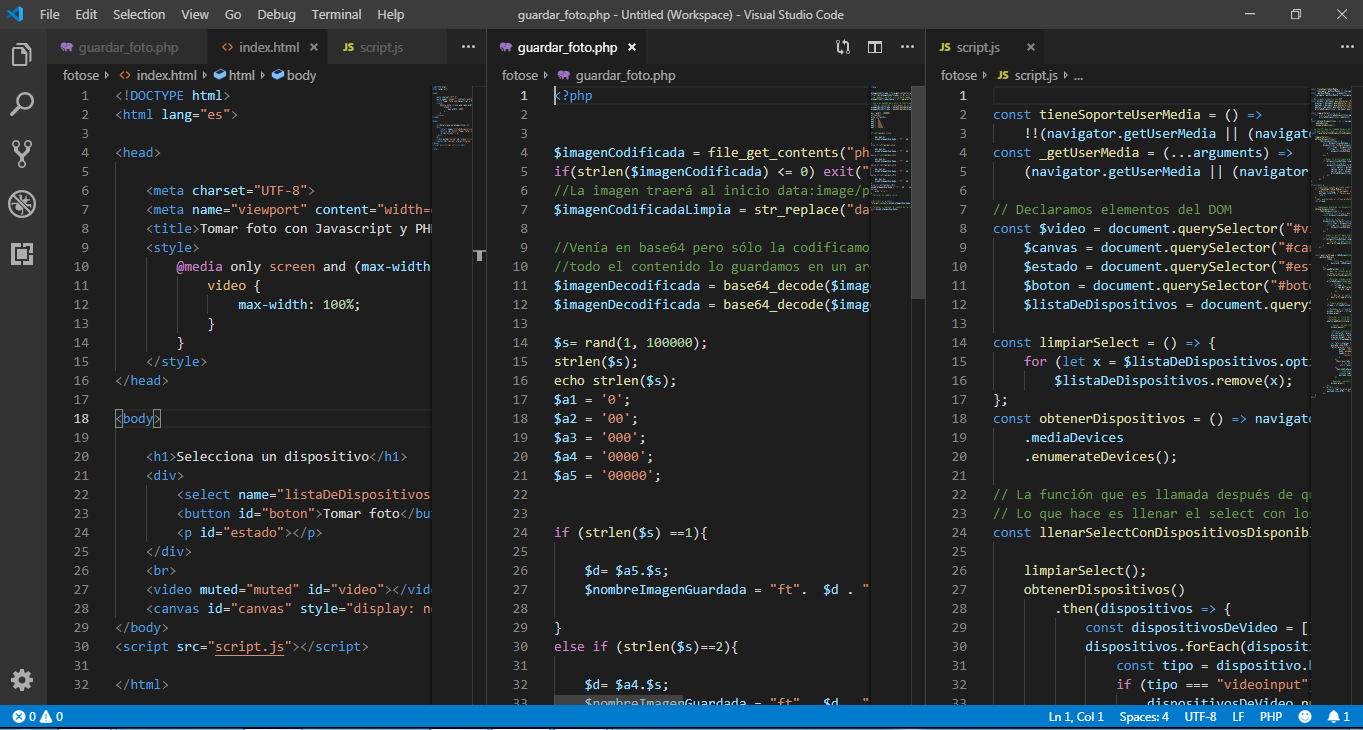 File Edit Selection View Go Debug Terminal Help
guardar_foto.php - Untitled (Workspace) - Visual Studio Code
guardar_foto.php
index.html
JS script.js
fotose index.html html body
1 <!DOCTYPE html>
2 <html lang="es">
3
4 <head>
5
6 <meta charset="UTF-8">
7 <meta name="viewport" content="width=
8 <title>Tomar foto con Javascript y PH
9 <style>
10 @media only screen and (max-width
11 video {
12 max-width: 100%;
13 }
14 }
15 </style>
16 </head>
17
18 <body>
19
20 <h1>Selecciona un dispositivo</h1>
21 <div>
22 <select name="listaDeDispositivos
23 <button id="boton">Tomar foto</bu
24 <p id="estado"></p>
25 </div>
26 <br>
27 <video muted="muted" id="video"></vid
28 <canvas id="canvas" style="display: n
29 </body>
30 <script src="script.js"></script>
31
32 </html>
guardar_foto.php
fotose guardar_foto.php
1 <?php
2
3
4 $imagenCodificada = file_get_contents("ph
5 if(strlen($imagenCodificada) <= 0) exit("
6 //La imagen traerá al inicio data:image/p
7 $imagenCodificadaLimpia = str_replace("da
8
9 //Venía en base64 pero sólo la codificamo
10 //todo el contenido lo guardamos en un ar
11 $imagenDecodificada = base64_decode($imag
12 $imagenDecodificada = base64_decode($imag
13
14 $s= rand(1, 100000);
15 strlen($s);
16 echo strlen($s);
17 $a1 = '0';
18 $a2 = '00';
19 $a3 = '000';
20 $a4 = '0000';
21 $a5 = '00000';
22
23
24 if (strlen($s) ==1){
25
26 $d= $a5.$s;
27 $nombreImagenGuardada = "ft". $d . "
28
29 }
30 else if (strlen($s)==2){
31
32 $d= $a4.$s;
33 $nombreImagenGuardada = "ft". $d . "
JS script.js
fotose JS script.js ...
1
2 const tieneSoporteUserMedia = () =>
3 !!(navigator.getUserMedia || (navigat
4 const _getUserMedia = (...arguments) =>
5 (navigator.getUserMedia || (navigator
6
7 // Declaramos elementos del DOM
8 const $video = document.querySelector("#v
9 $canvas = document.querySelector("#ca
10 $estado = document.querySelector("#es
11 $boton = document.querySelector("#bot
12 $listaDeDispositivos = document.query
13
14 const limpiarSelect = () => {
15 for (let x = $listaDeDispositivos.opt
16 $listaDeDispositivos.remove(x);
17 };
18 const obtenerDispositivos = () => navigat
19 .mediaDevices
20 .enumerateDevices();
21
22 // La función que es llamada después de q
23 // Lo que hace es llenar el select con lo
24 const llenarSelectConDispositivosDisponib
25
26 limpiarSelect();
27 obtenerDispositivos()
28 .then(dispositivos => {
29 const dispositivosDeVideo = [
30 dispositivos.forEach(disposit
31 const tipo = dispositivo.
32 if (tipo === "videoinput"
33 dispositivosDeVideo
0 0
Ln 1, Col 1 Spaces: 4 UTF-8 LF PHP 1